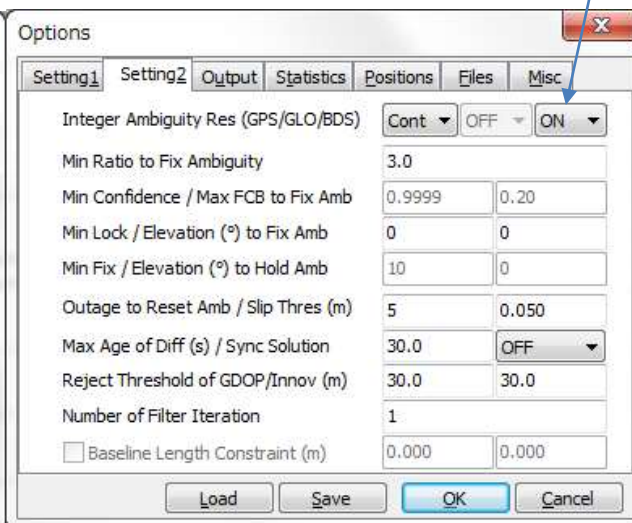 Options
Setting1 Setting2 Output Statistics Positions Files Misc
Integer Ambiguity Res (GPS/GLO/BDS) Cont OFF ON
Min Ratio to Fix Ambiguity 3.0
Min Confidence / Max FCB to Fix Amb 0.9999 0.20
Min Lock / Elevation (°) to Fix Amb 0 0
Min Fix / Elevation (°) to Hold Amb 10 0
Outage to Reset Amb / Slip Thres (m) 5 0.050
Max Age of Diff (s) / Sync Solution 30.0 OFF
Reject Threshold of GDOP/Innov (m) 30.0 30.0
Number of Filter Iteration 1
Baseline Length Constraint (m) 0.000 0.000
Load Save OK Cancel